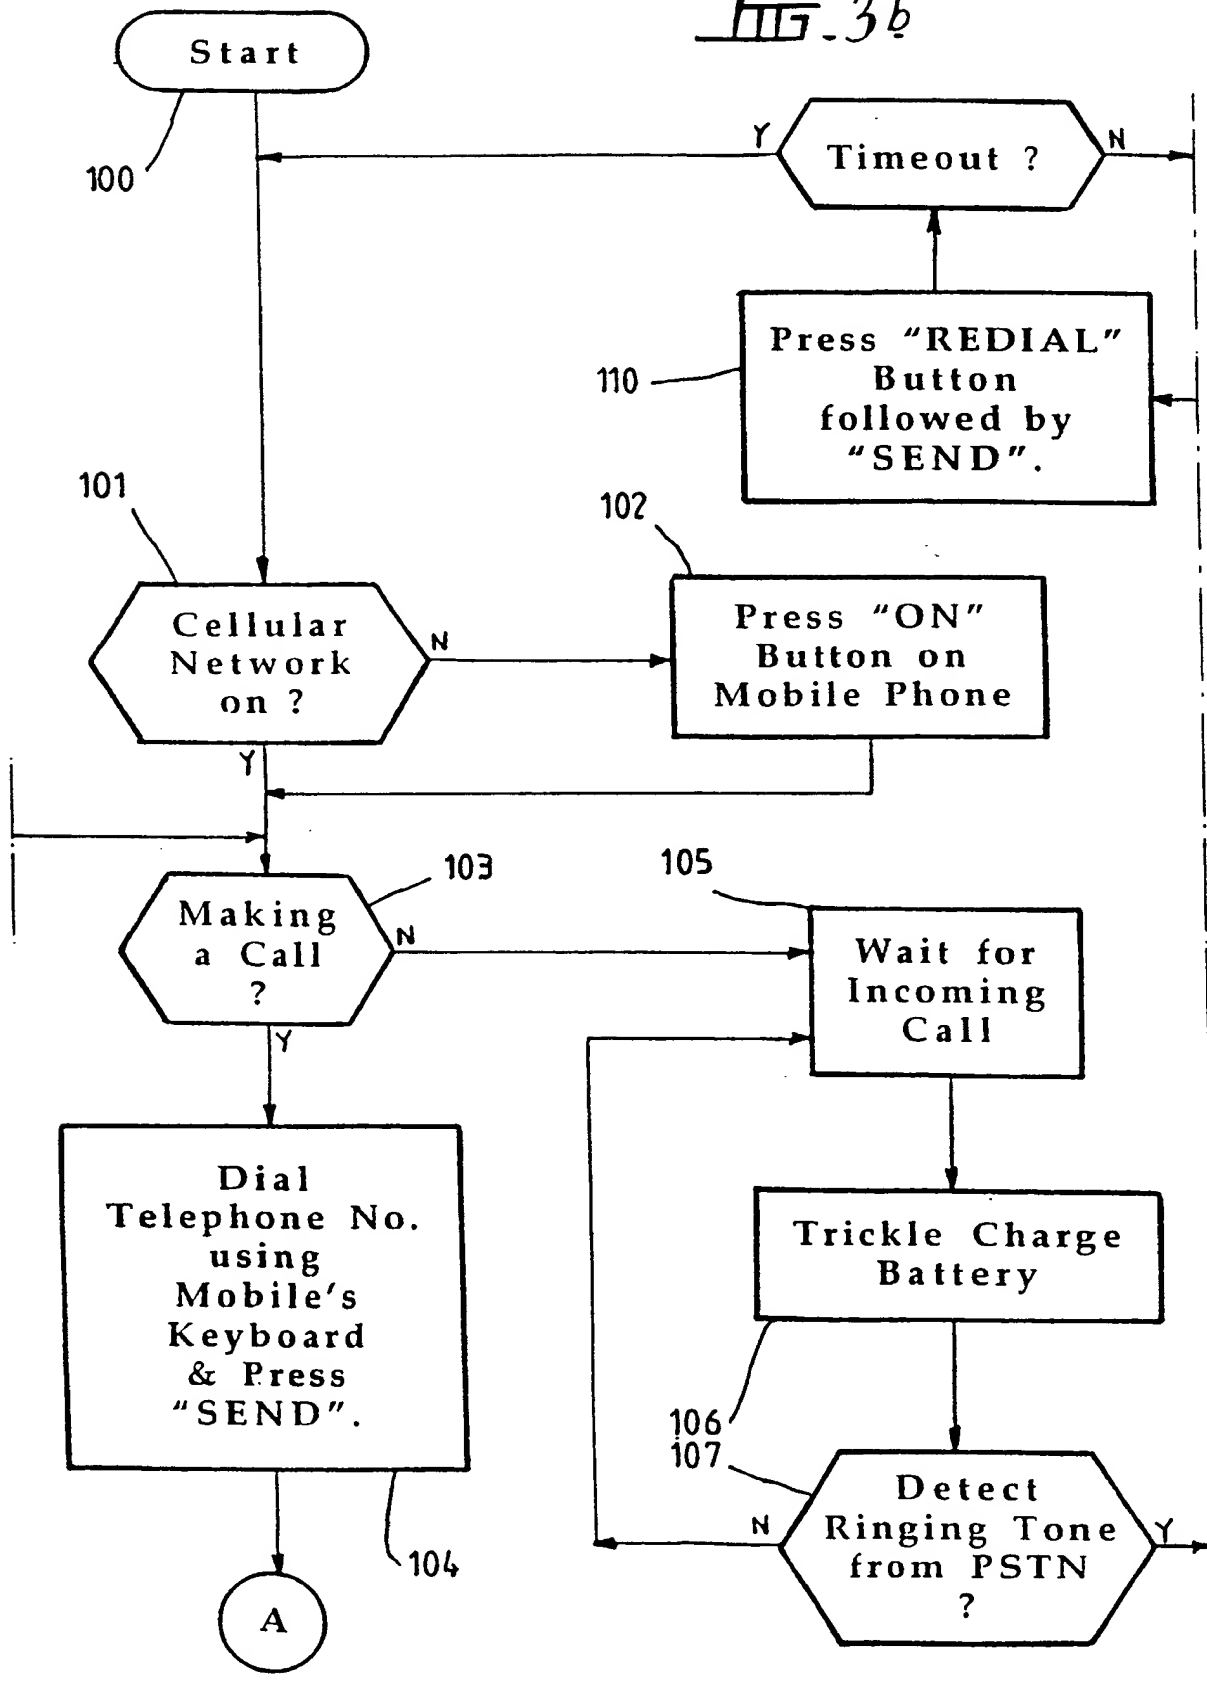 FIG.3b
Start
100
Y
Timeout ?
N
110
Press "REDIAL"
Button
followed by
"SEND".
101
Cellular
Network
on ?
N
Y
102
Press "ON"
Button on
Mobile Phone
103
Making
a Call
?
N
Y
105
Wait for
Incoming
Call
Dial
Telephone No.
using
Mobile's
Keyboard
& Press
"SEND".
104
A
Trickle Charge
Battery
106
107
Detect
Ringing Tone
from PSTN
?
N
Y